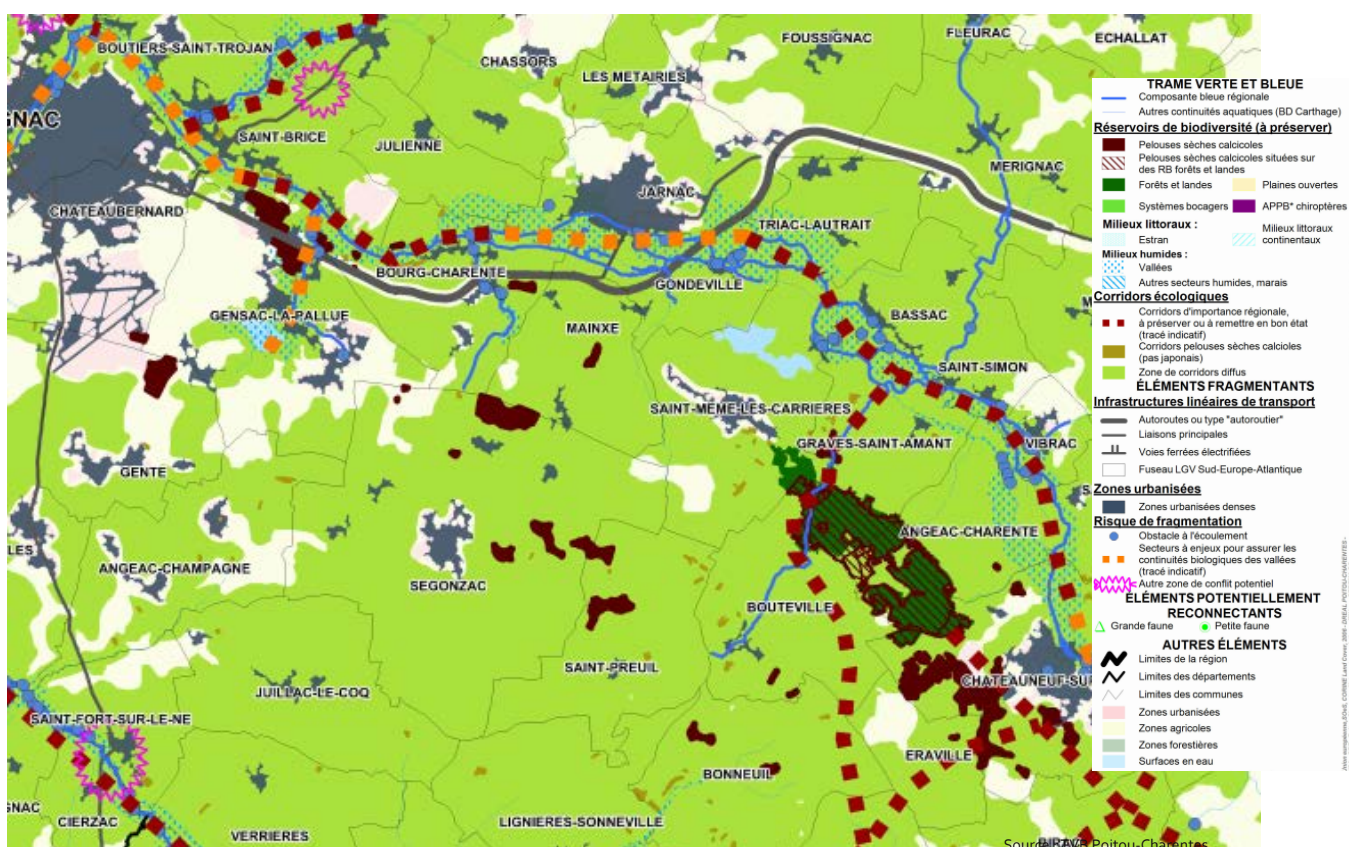 BOUTIERS-SAINT-TROJAN
CHASSORS
LES METAIRIES
FOUSSIGNAC
FLEURAC
ECHALLAT
GNAC
SAINT-BRICE
JULIENNE
MERIGNAC
JARNAC
CHATEAUBERNARD
TRIAC-LAUTRAIT
BOURG-CHARENTE
GONDEVILLE
GENSAC-LA-PALLUE
MAINXE
BASSAC
SAINT-SIMON
SAINT-MEME-LES-CARRIERES
GRAVES-SAINT-AMANT
VIBRAC
GENTE
ANGEAC-CHARENTE
LES
ANGEAC-CHAMPAGNE
SEGONZAC
BOUTEVILLE
SAINT-PREUIL
CHATEAUNEUF-SU
JUILLAC-LE-COQ
SAINT-FORT-SUR-LE-NE
ERAVILLE
BONNEUIL
GNAC
CIERZAC
LIGNIERES-SONNEVILLE
VERRIERES
TRAME VERTE ET BLEUE
Composante bleue régionale
Autres continuités aquatiques (BD Carthage)
Réservoirs de biodiversité (à préserver)
Pelouses sèches calcicoles
Pelouses sèches calcicoles situées sur
des RB forêts et landes
Forêts et landes Plaines ouvertes
Systèmes bocagers APPB* chiroptères
Milieux littoraux :
Estran Milieux littoraux
continentaux
Milieux humides :
Vallées
Autres secteurs humides, marais
Corridors écologiques
Corridors d'importance régionale,
à préserver ou à remettre en bon état
(tracé indicatif)
Corridors pelouses sèches calcioles
(pas japonais)
Zone de corridors diffus
ÉLÉMENTS FRAGMENTANTS
Infrastructures linéaires de transport
Autoroutes ou type "autoroutier"
Liaisons principales
Voies ferrées électrifiées
Fuseau LGV Sud-Europe-Atlantique
Zones urbanisées
Zones urbanisées denses
Risque de fragmentation
Obstacle à l'écoulement
Secteurs à enjeux pour assurer les
continuités biologiques des vallées
(tracé indicatif)
Autre zone de conflit potentiel
ÉLÉMENTS POTENTIELLEMENT
RECONNECTANTS
Grande faune Petite faune
AUTRES ÉLÉMENTS
Limites de la région
Limites des départements
Limites des communes
Zones urbanisées
Zones agricoles
Zones forestières
Surfaces en eau
Source : TVB Poitou-Charentes